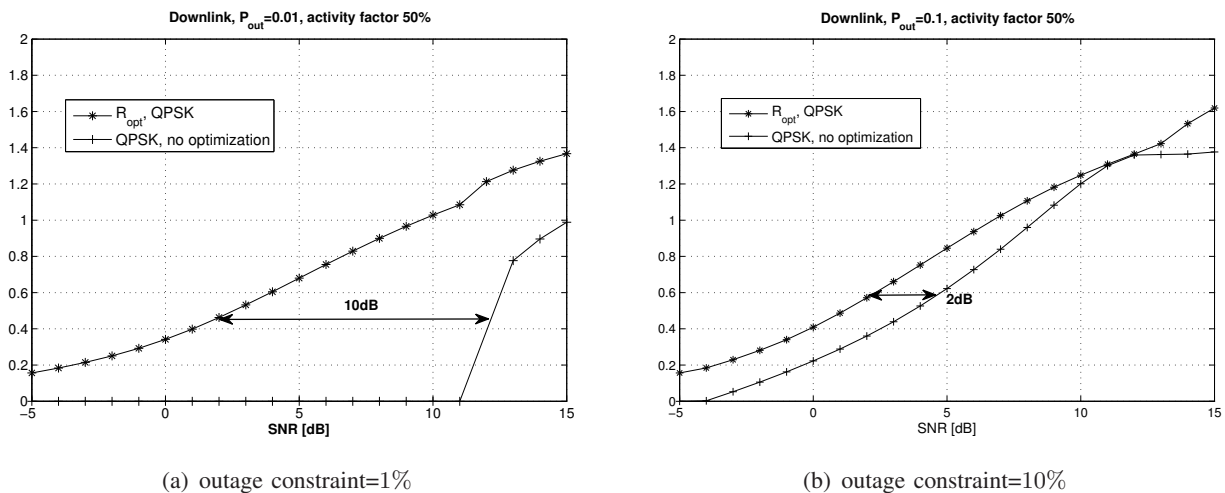 Downlink, P_out=0.01, activity factor 50%
2
1.8
1.6
1.4
1.2
1
0.8
0.6
0.4
0.2
0
R_opt, QPSK
QPSK, no optimization
10dB
−5 0 5 10 15
SNR [dB]
(a) outage constraint=1%
Downlink, P_out=0.1, activity factor 50%
2
1.8
1.6
1.4
1.2
1
0.8
0.6
0.4
0.2
0
R_opt, QPSK
QPSK, no optimization
2dB
−5 0 5 10 15
SNR [dB]
(b) outage constraint=10%